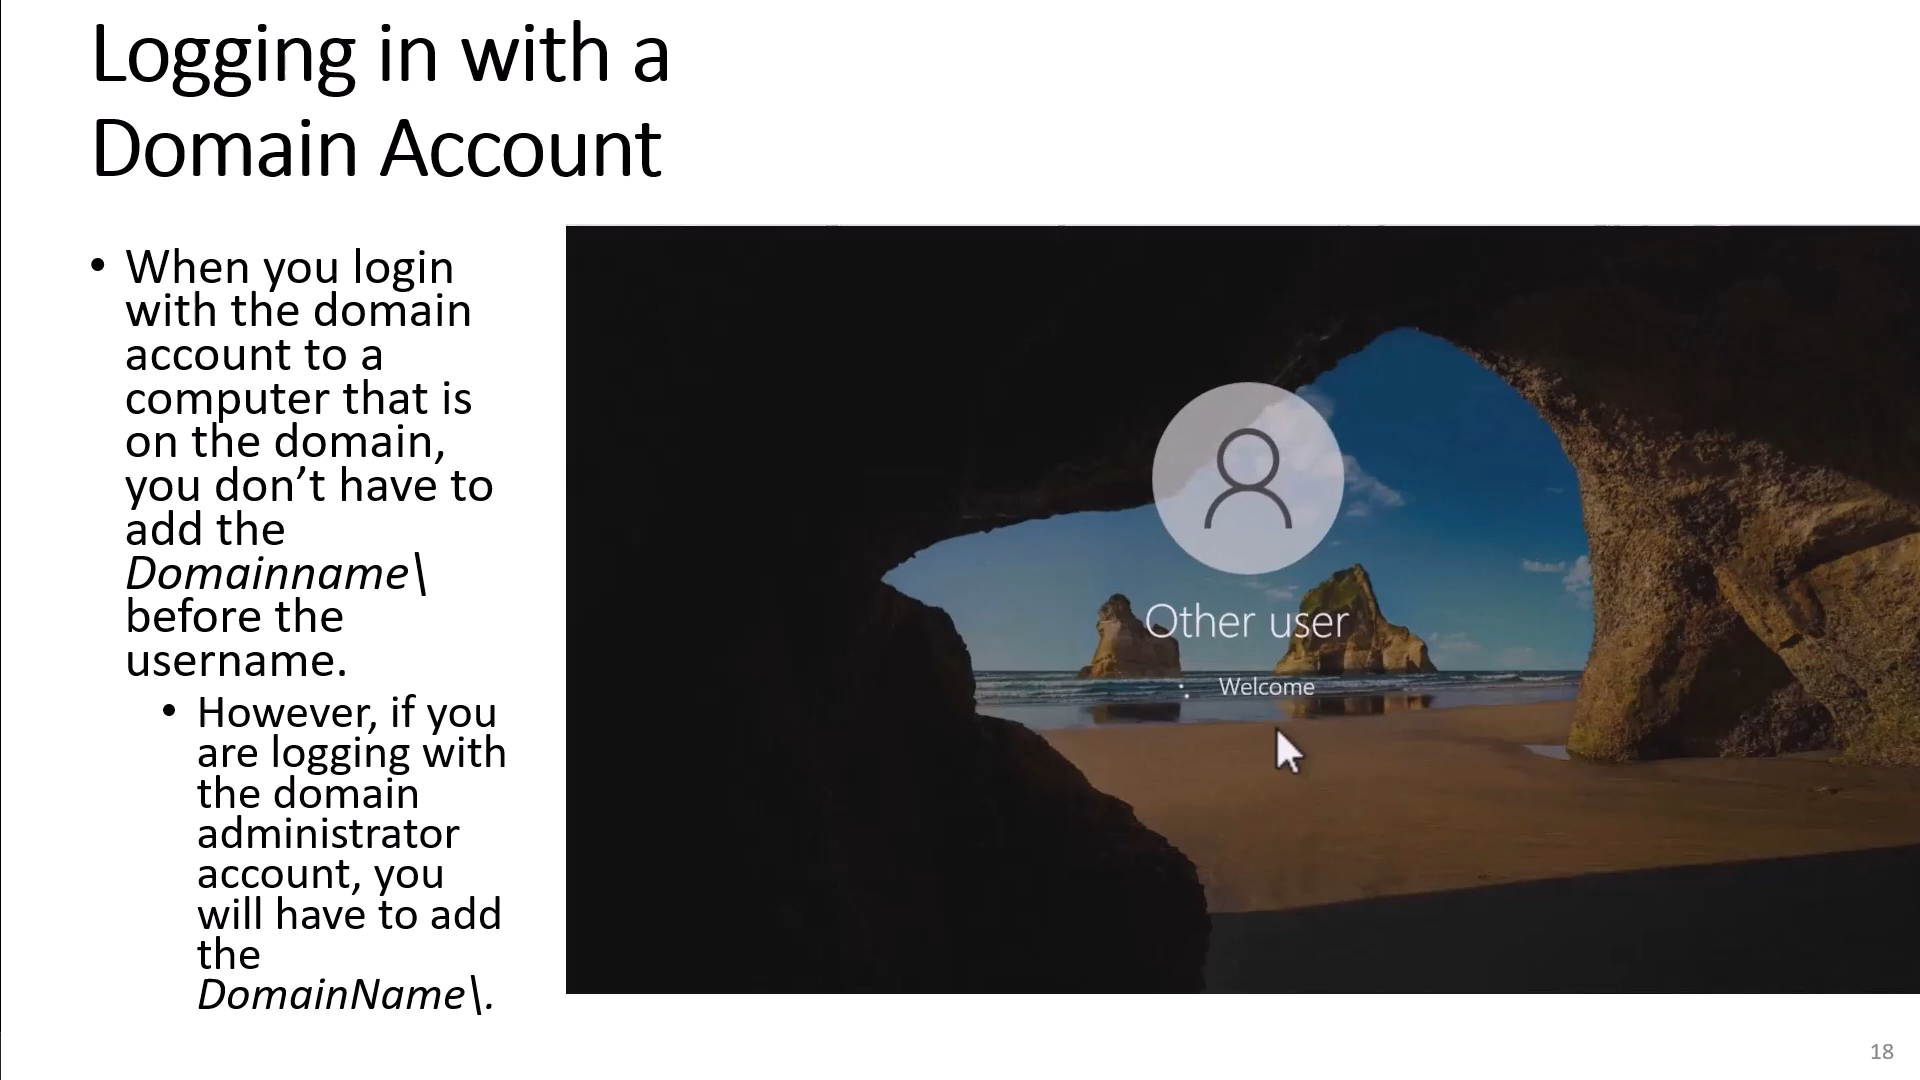 Logging in with a
Domain Account
• When you login
with the domain
account to a
computer that is
on the domain,
you don’t have to
add the
Domainname\
before the
username.
• However, if you
are logging with
the domain
administrator
account, you
will have to add
the
DomainName\.
Other user
Welcome
18